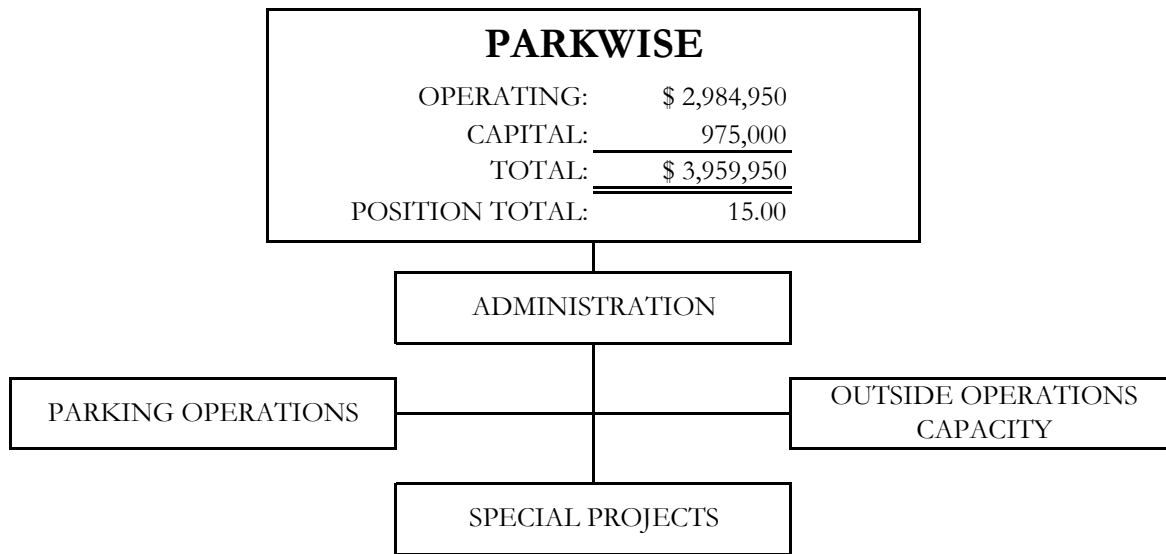 PARKWISE
OPERATING: $ 2,984,950
CAPITAL: 975,000
TOTAL: $ 3,959,950
POSITION TOTAL: 15.00
ADMINISTRATION
PARKING OPERATIONS
OUTSIDE OPERATIONS
CAPACITY
SPECIAL PROJECTS